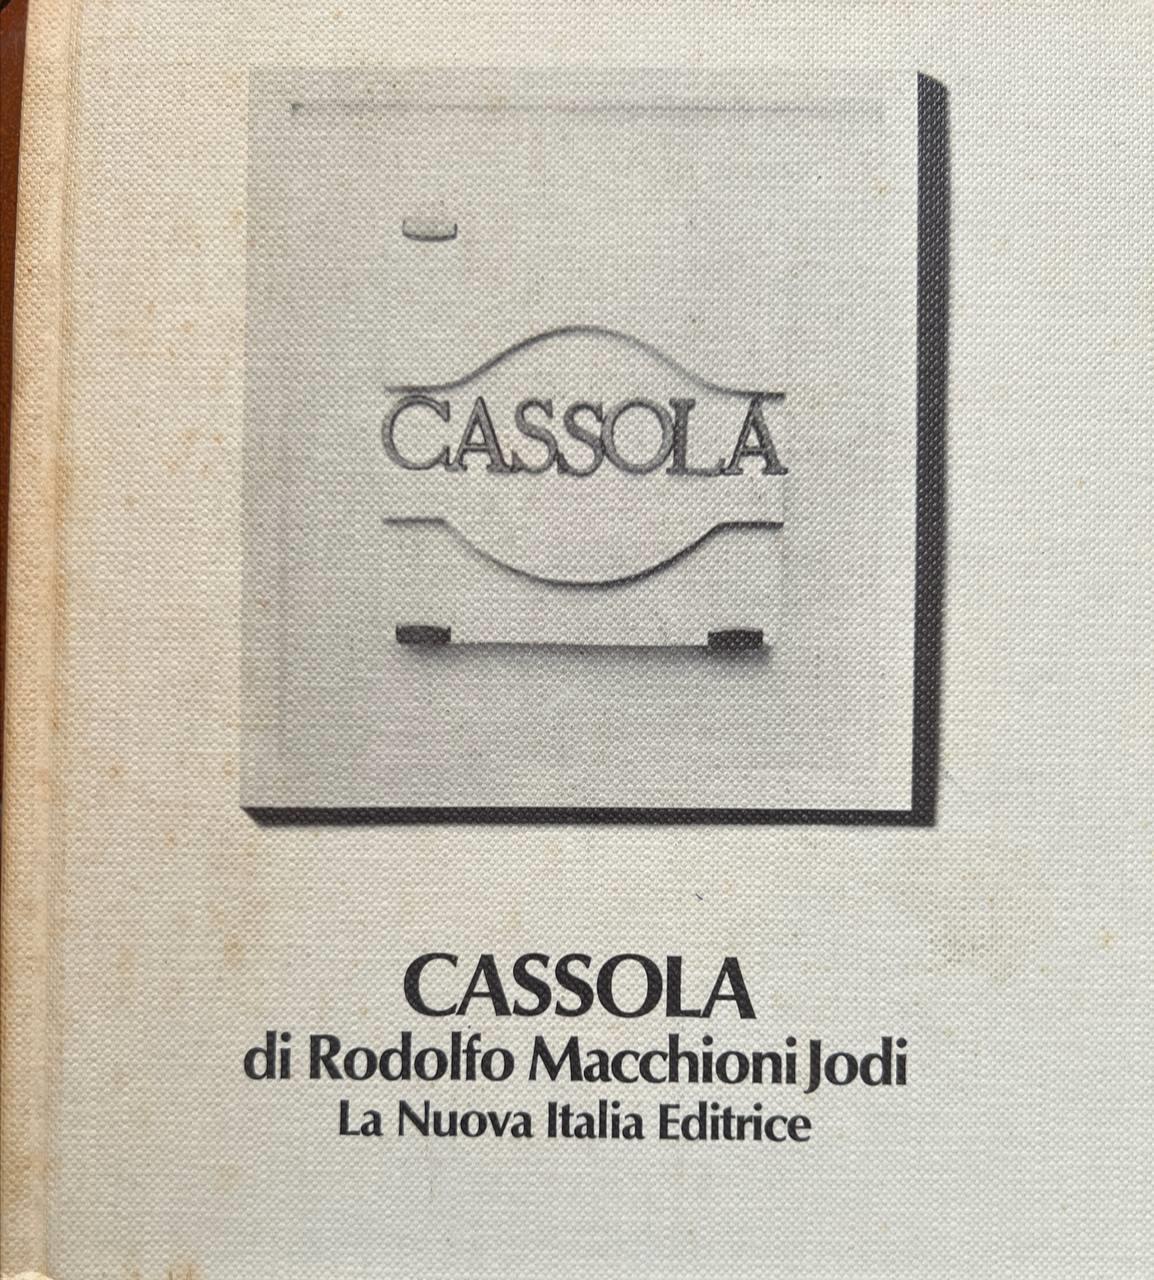 CASSOLA
CASSOLA
di Rodolfo Macchioni Jodi
La Nuova Italia Editrice